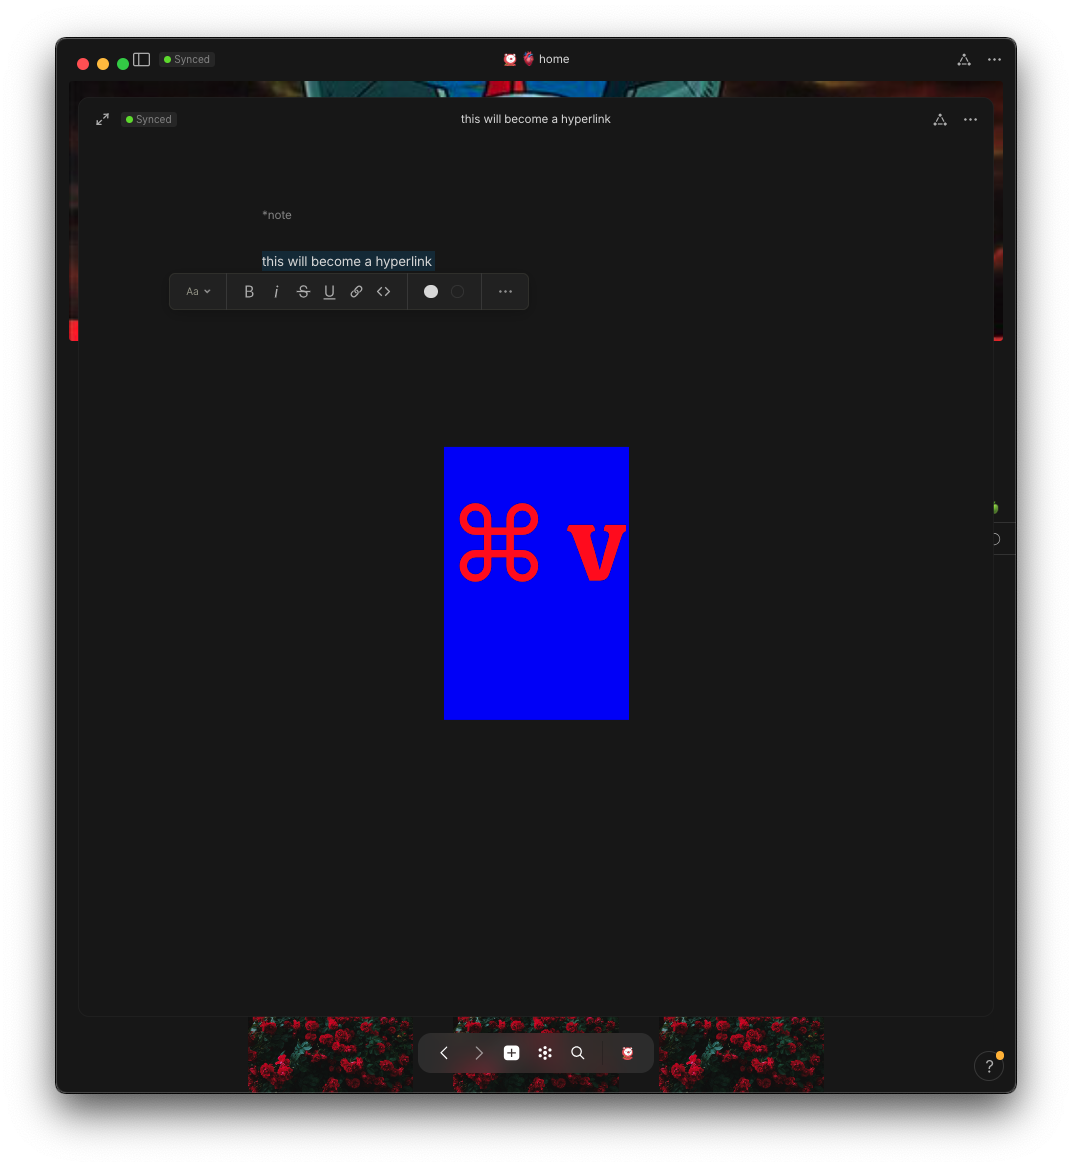 Synced
home
Synced
this will become a hyperlink
*note
this will become a hyperlink
Aa
B i S U
⌘ v
?